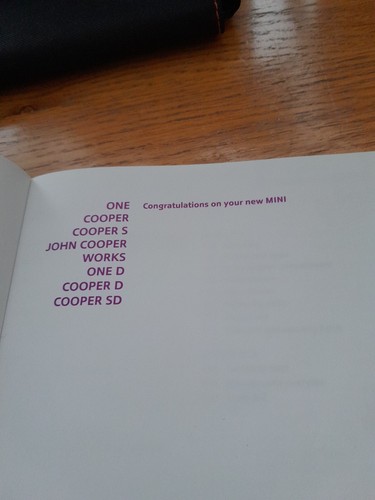 ONE
COOPER
COOPER S
JOHN COOPER
WORKS
ONE D
COOPER D
COOPER SD
Congratulations on your new MINI